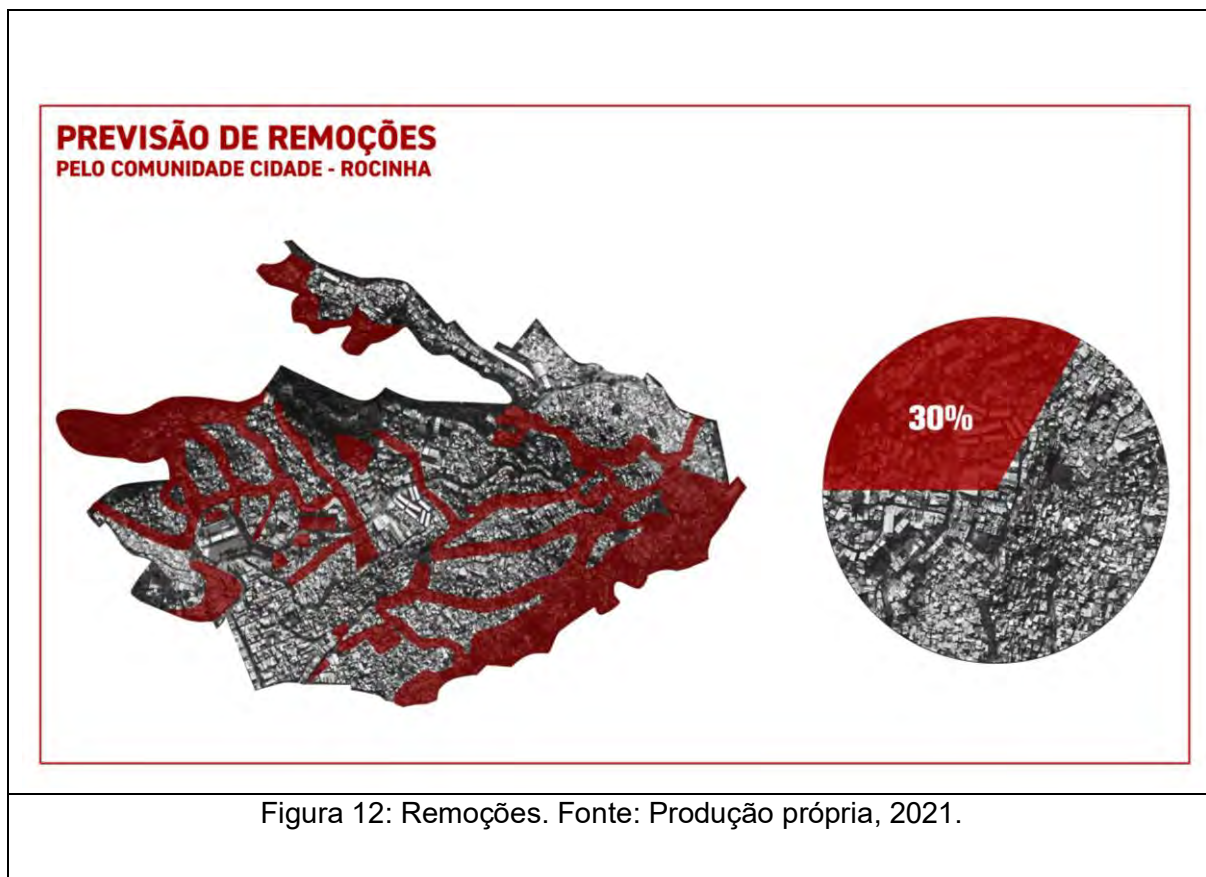 PREVISÃO DE REMOÇÕES
PELO COMUNIDADE CIDADE - ROCINHA
30%
Figura 12: Remoções. Fonte: Produção própria, 2021.